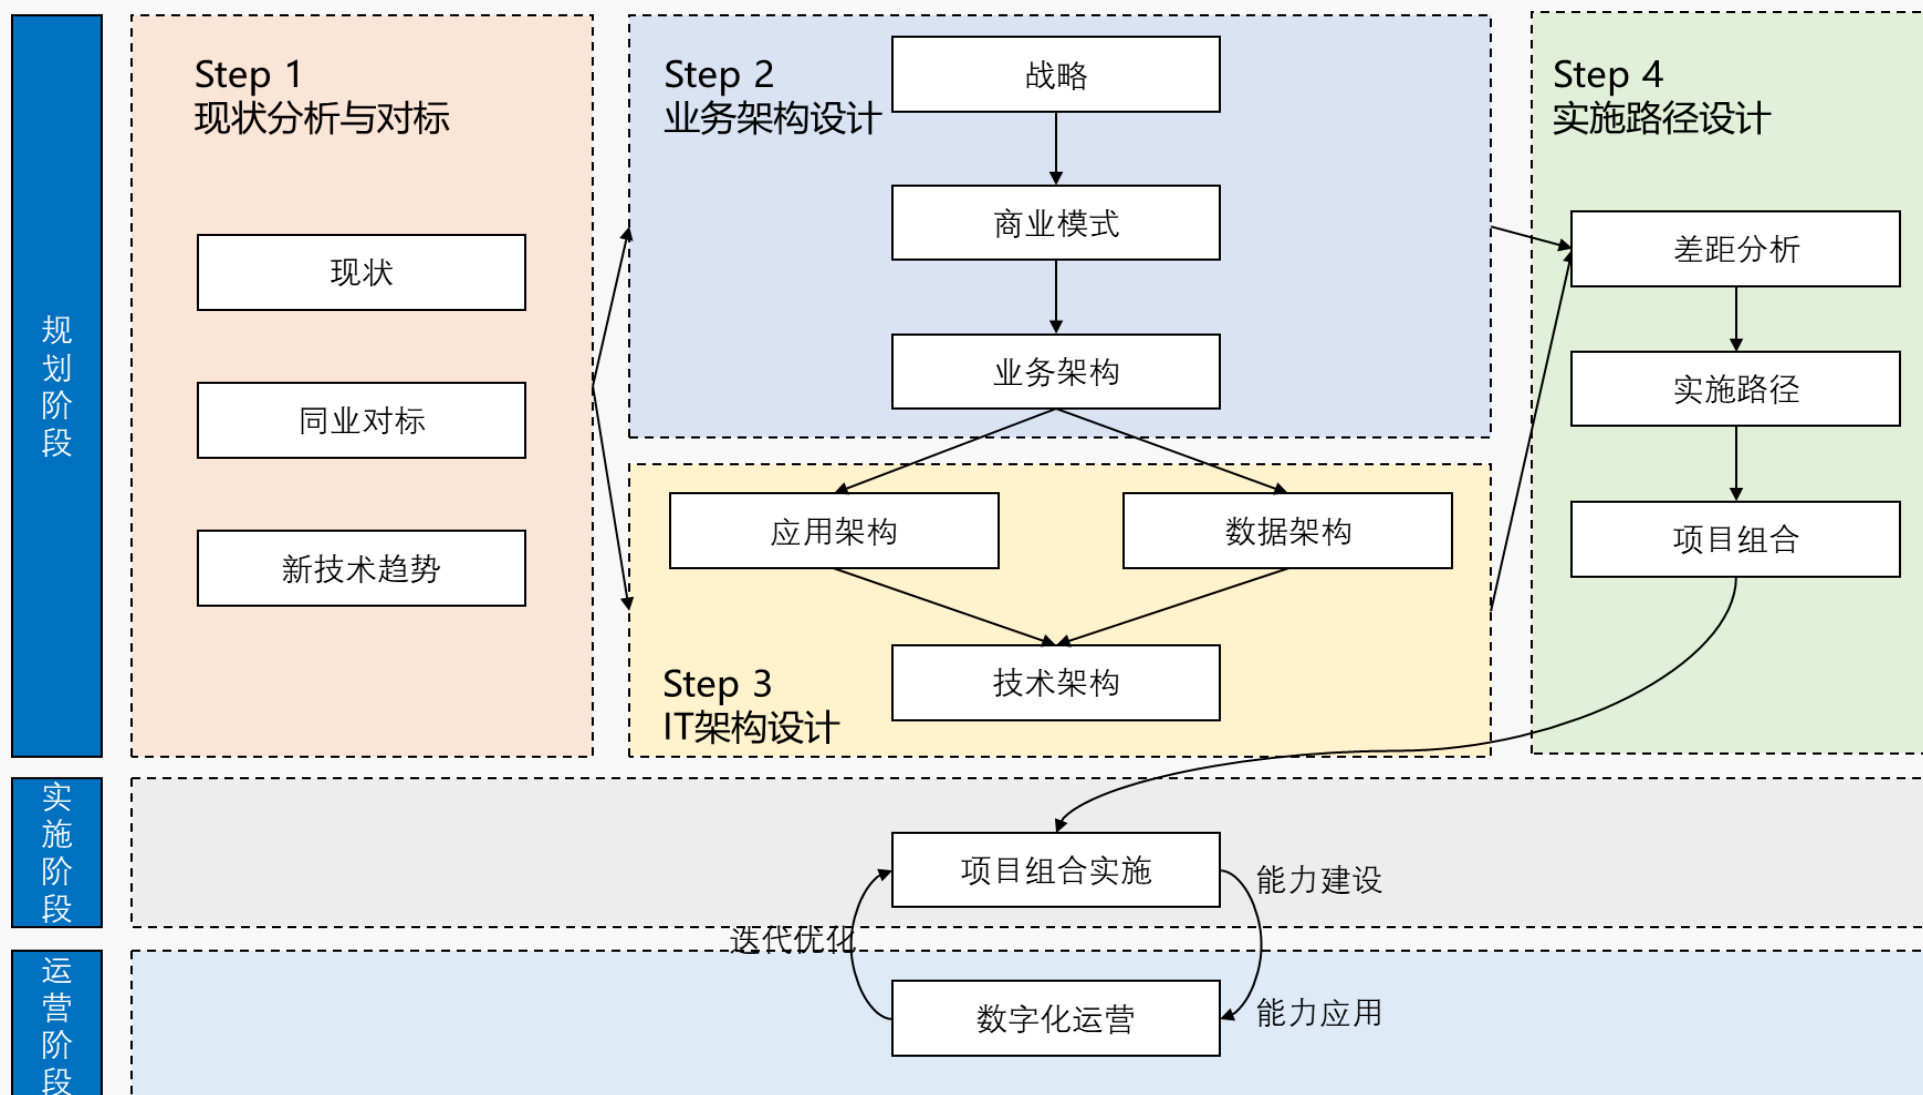 规划阶段
Step 1
现状分析与对标
现状
同业对标
新技术趋势
Step 2
业务架构设计
战略
商业模式
业务架构
应用架构
数据架构
技术架构
Step 3
IT架构设计
Step 4
实施路径设计
差距分析
实施路径
项目组合
实施阶段
项目组合实施
能力建设
迭代优化
运营阶段
数字化运营
能力应用